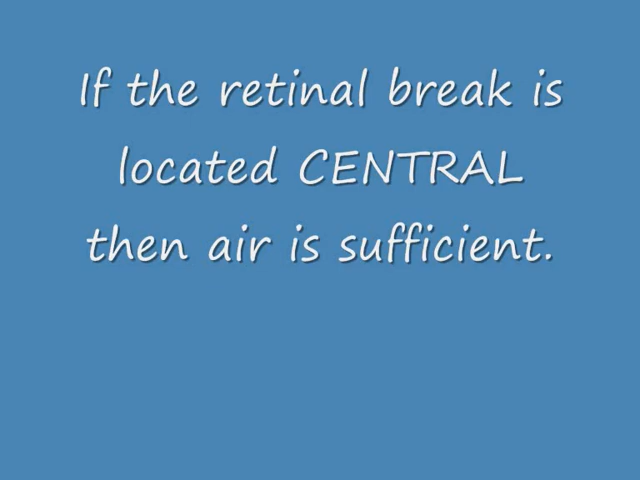 If the retinal break is
located CENTRAL
then air is sufficient.